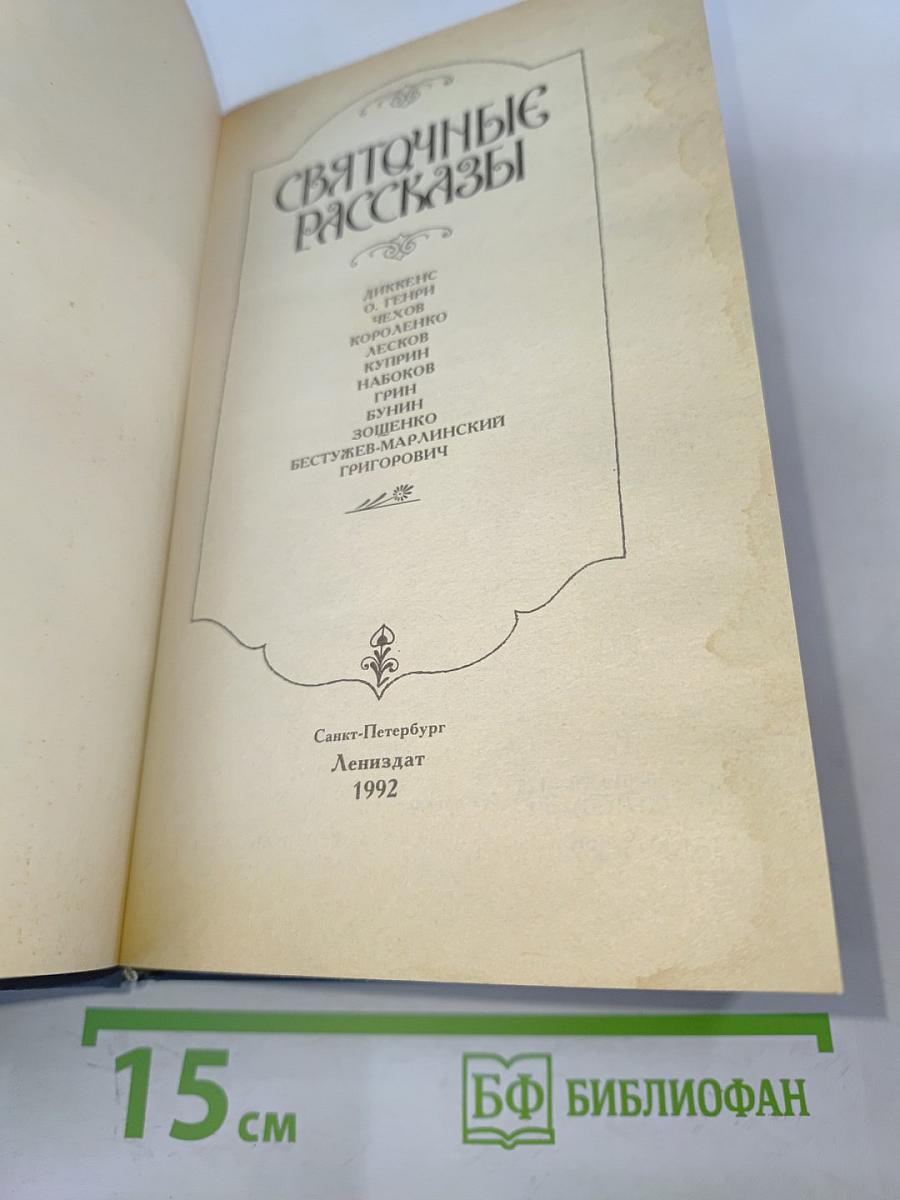 СВЯТОЧНЫЕ
РАССКАЗЫ
ДИККЕНС
О. ГЕНРИ
ЧЕХОВ
КОРОЛЕНКО
ЛЕСКОВ
КУПРИН
НАБОКОВ
ГРИН
БУНИН
ЗОЩЕНКО
БЕСТУЖЕВ-МАРЛИНСКИЙ
ГРИГОРОВИЧ
Санкт-Петербург
Лениздат
1992
15 см
БФ БИБЛИОФАН